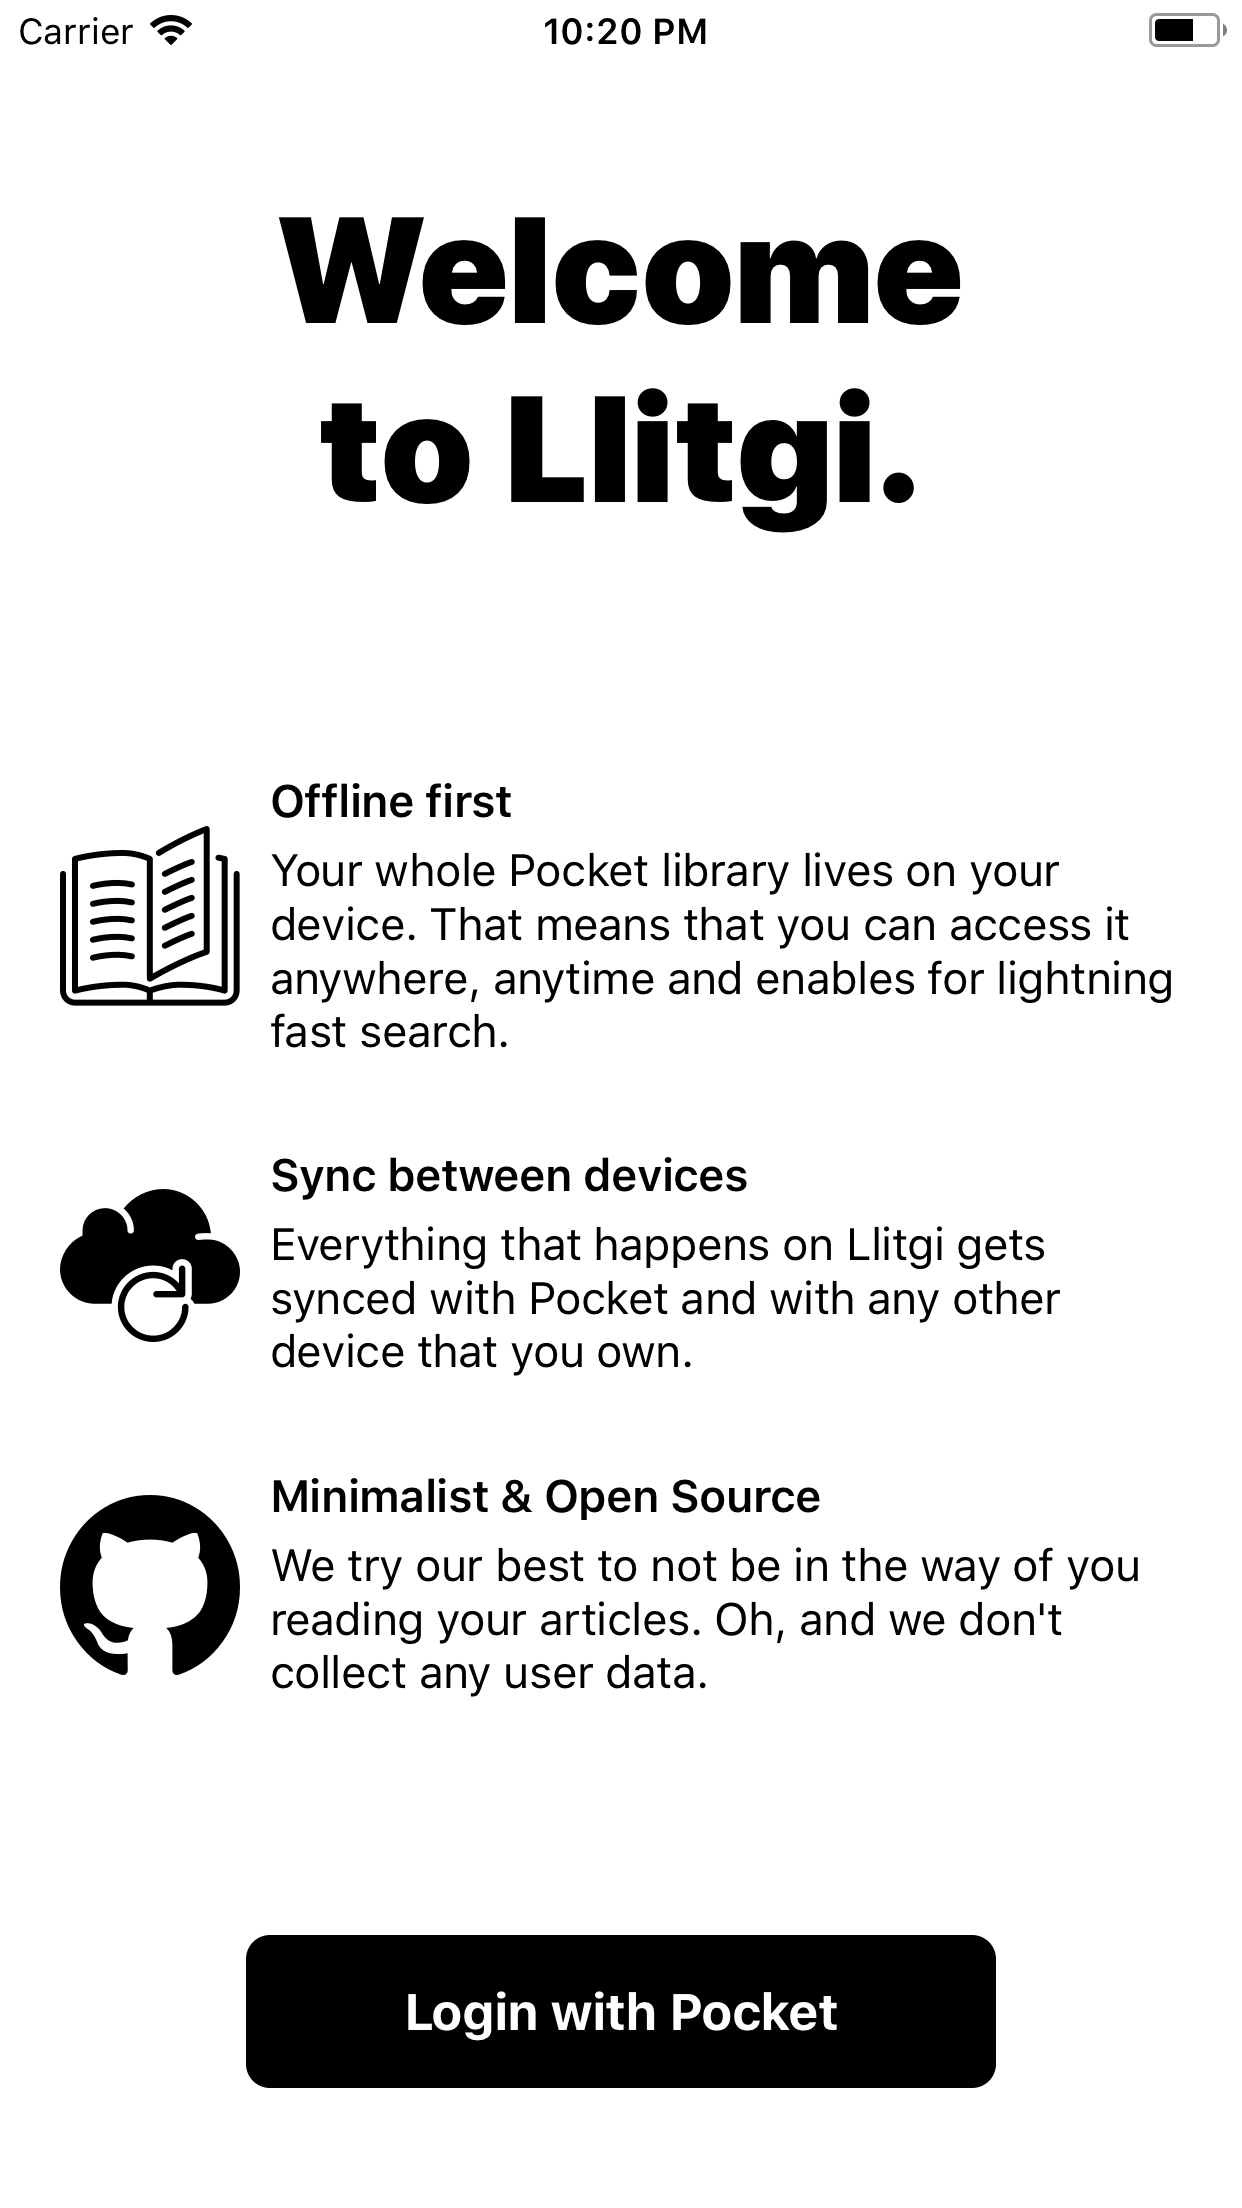 Carrier 10:20 PM
Welcome
to Llitgi.
Offline first
Your whole Pocket library lives on your
device. That means that you can access it
anywhere, anytime and enables for lightning
fast search.
Sync between devices
Everything that happens on Llitgi gets
synced with Pocket and with any other
device that you own.
Minimalist & Open Source
We try our best to not be in the way of you
reading your articles. Oh, and we don't
collect any user data.
Login with Pocket